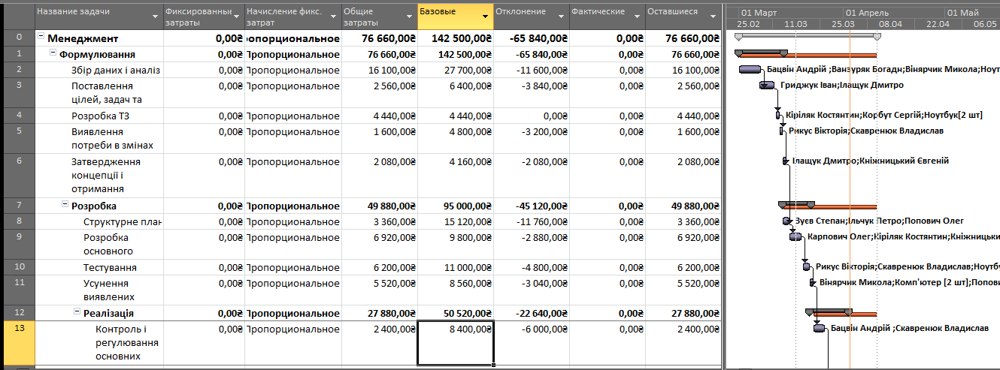 Название задачи Фиксированные затраты Начисление фикс. затрат Общие затраты Базовые Отклонение Фактические Оставшиеся
01 Март 01 Апрель 01 Май
25.02 11.03 25.03 08.04 22.04 06.05
0 Менеджмент 0,00₴ опорциональное 76 660,00₴ 142 500,00₴ -65 840,00₴ 0,00₴ 76 660,00₴
1 Формулювання 0,00₴ Пропорциональное 76 660,00₴ 142 500,00₴ -65 840,00₴ 0,00₴ 76 660,00₴
2 Збір даних і аналіз 0,00₴ Пропорциональное 16 100,00₴ 27 700,00₴ -11 600,00₴ 0,00₴ 16 100,00₴ Бацвін Андрій ;Ванзуряк Богадн;Вінярчик Микола;Ноут
3 Поставлення цілей, задач та 0,00₴ Пропорциональное 2 560,00₴ 6 400,00₴ -3 840,00₴ 0,00₴ 2 560,00₴ Гриджук Іван;Ілащук Дмитро
4 Розробка ТЗ 0,00₴ Пропорциональное 4 440,00₴ 4 440,00₴ 0,00₴ 0,00₴ 4 440,00₴ Кіріляк Костянтин;Корбут Сергій;Ноутбук[2 шт]
5 Виявлення потреби в змінах 0,00₴ Пропорциональное 1 600,00₴ 4 800,00₴ -3 200,00₴ 0,00₴ 1 600,00₴ Рикус Вікторія;Скавренюк Владислав
6 Затвердження концепції і отримання 0,00₴ Пропорциональное 2 080,00₴ 4 160,00₴ -2 080,00₴ 0,00₴ 2 080,00₴ Ілащук Дмитро;Кніжницький Євгеній
7 Розробка 0,00₴ Пропорциональное 49 880,00₴ 95 000,00₴ -45 120,00₴ 0,00₴ 49 880,00₴
8 Структурне план 0,00₴ Пропорциональное 3 360,00₴ 15 120,00₴ -11 760,00₴ 0,00₴ 3 360,00₴ Зуєв Степан;Ільчук Петро;Попович Олег
9 Розробка основного 0,00₴ Пропорциональное 6 920,00₴ 9 800,00₴ -2 880,00₴ 0,00₴ 6 920,00₴ Карпович Олег;Кіріляк Костянтин;Кніжницьки
10 Тестування 0,00₴ Пропорциональное 6 200,00₴ 11 000,00₴ -4 800,00₴ 0,00₴ 6 200,00₴ Рикус Вікторія;Скавренюк Владислав;Ноутб
11 Усунення виявлених 0,00₴ Пропорциональное 5 520,00₴ 8 560,00₴ -3 040,00₴ 0,00₴ 5 520,00₴ Вінярчик Микола;Комп'ютер [2 шт];Попови
12 Реалізація 0,00₴ Пропорциональное 27 880,00₴ 50 520,00₴ -22 640,00₴ 0,00₴ 27 880,00₴
13 Контроль і регулювання основних 0,00₴ Пропорциональное 2 400,00₴ 8 400,00₴ -6 000,00₴ 0,00₴ 2 400,00₴ Бацвін Андрій ;Скавренюк Владислав